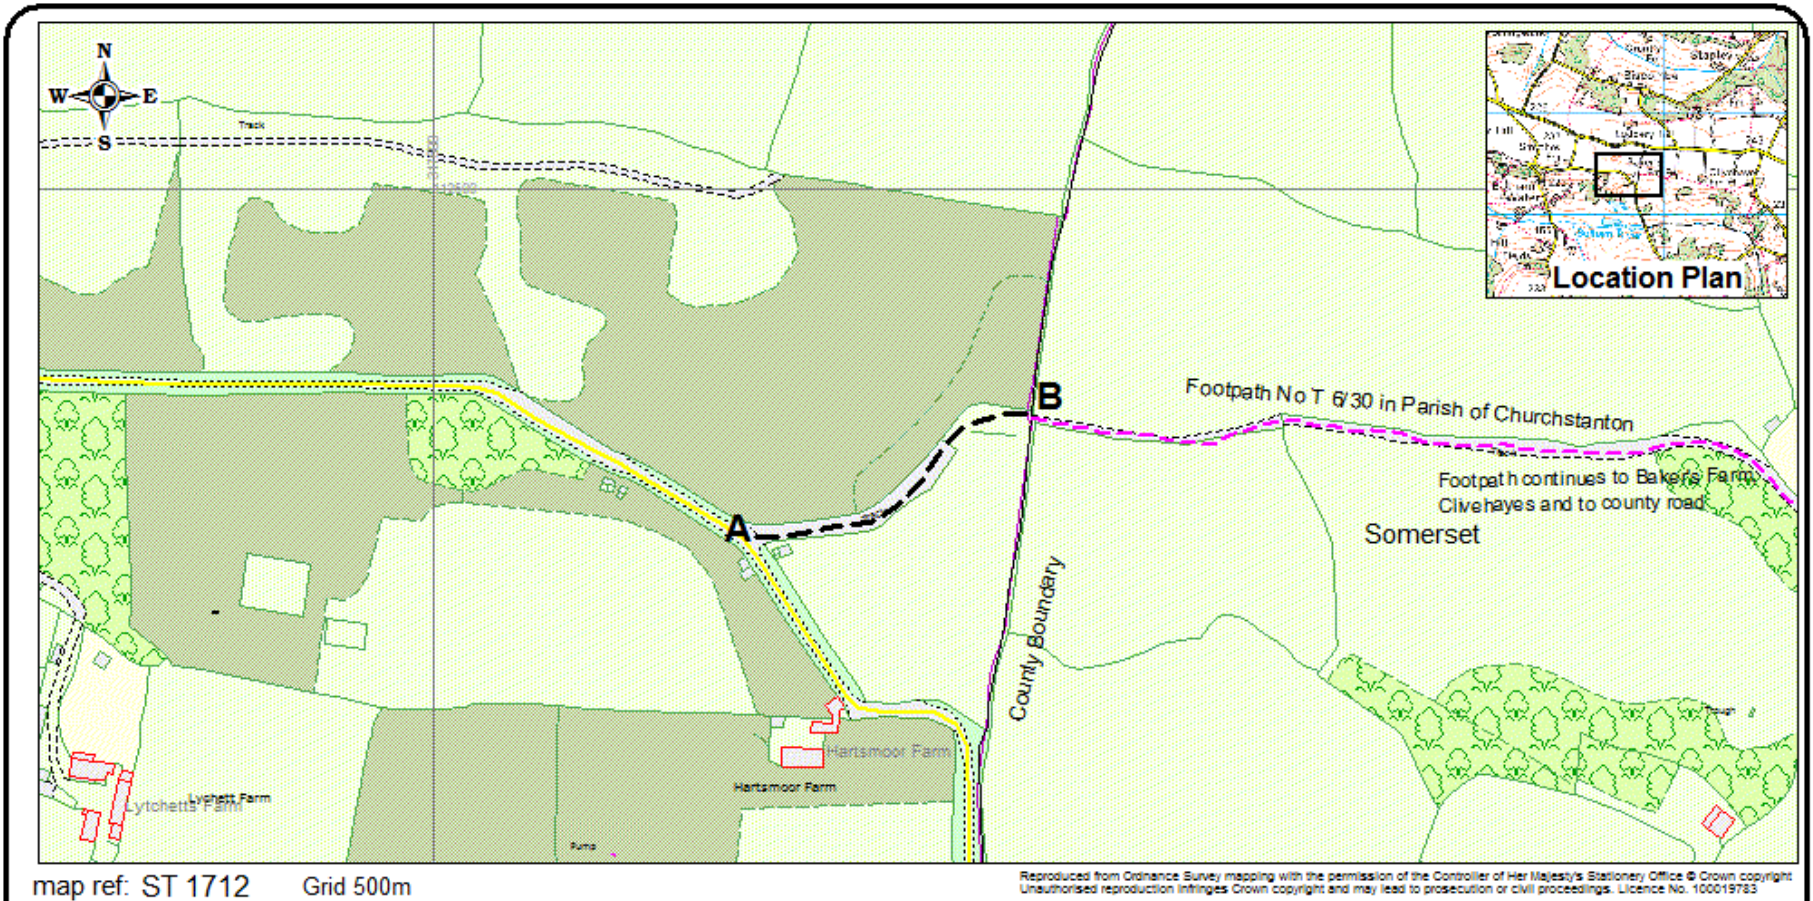 N
W E
S
Track
112500
Location Plan
B
Footpath No T 6/30 in Parish of Churchstanton
Footpath continues to Bakers Farm,
Clivehayes and to county road
A
Somerset
County Boundary
Trough
Hartsmoor Farm
Hartsmoor Farm
Lychett Farm
Lytchetts Farm
Pump
map ref: ST 1712 Grid 500m
Reproduced from Ordnance Survey mapping with the permission of the Controller of Her Majesty's Stationery Office © Crown copyright
Unauthorised reproduction infringes Crown copyright and may lead to prosecution or civil proceedings. Licence No. 100019783